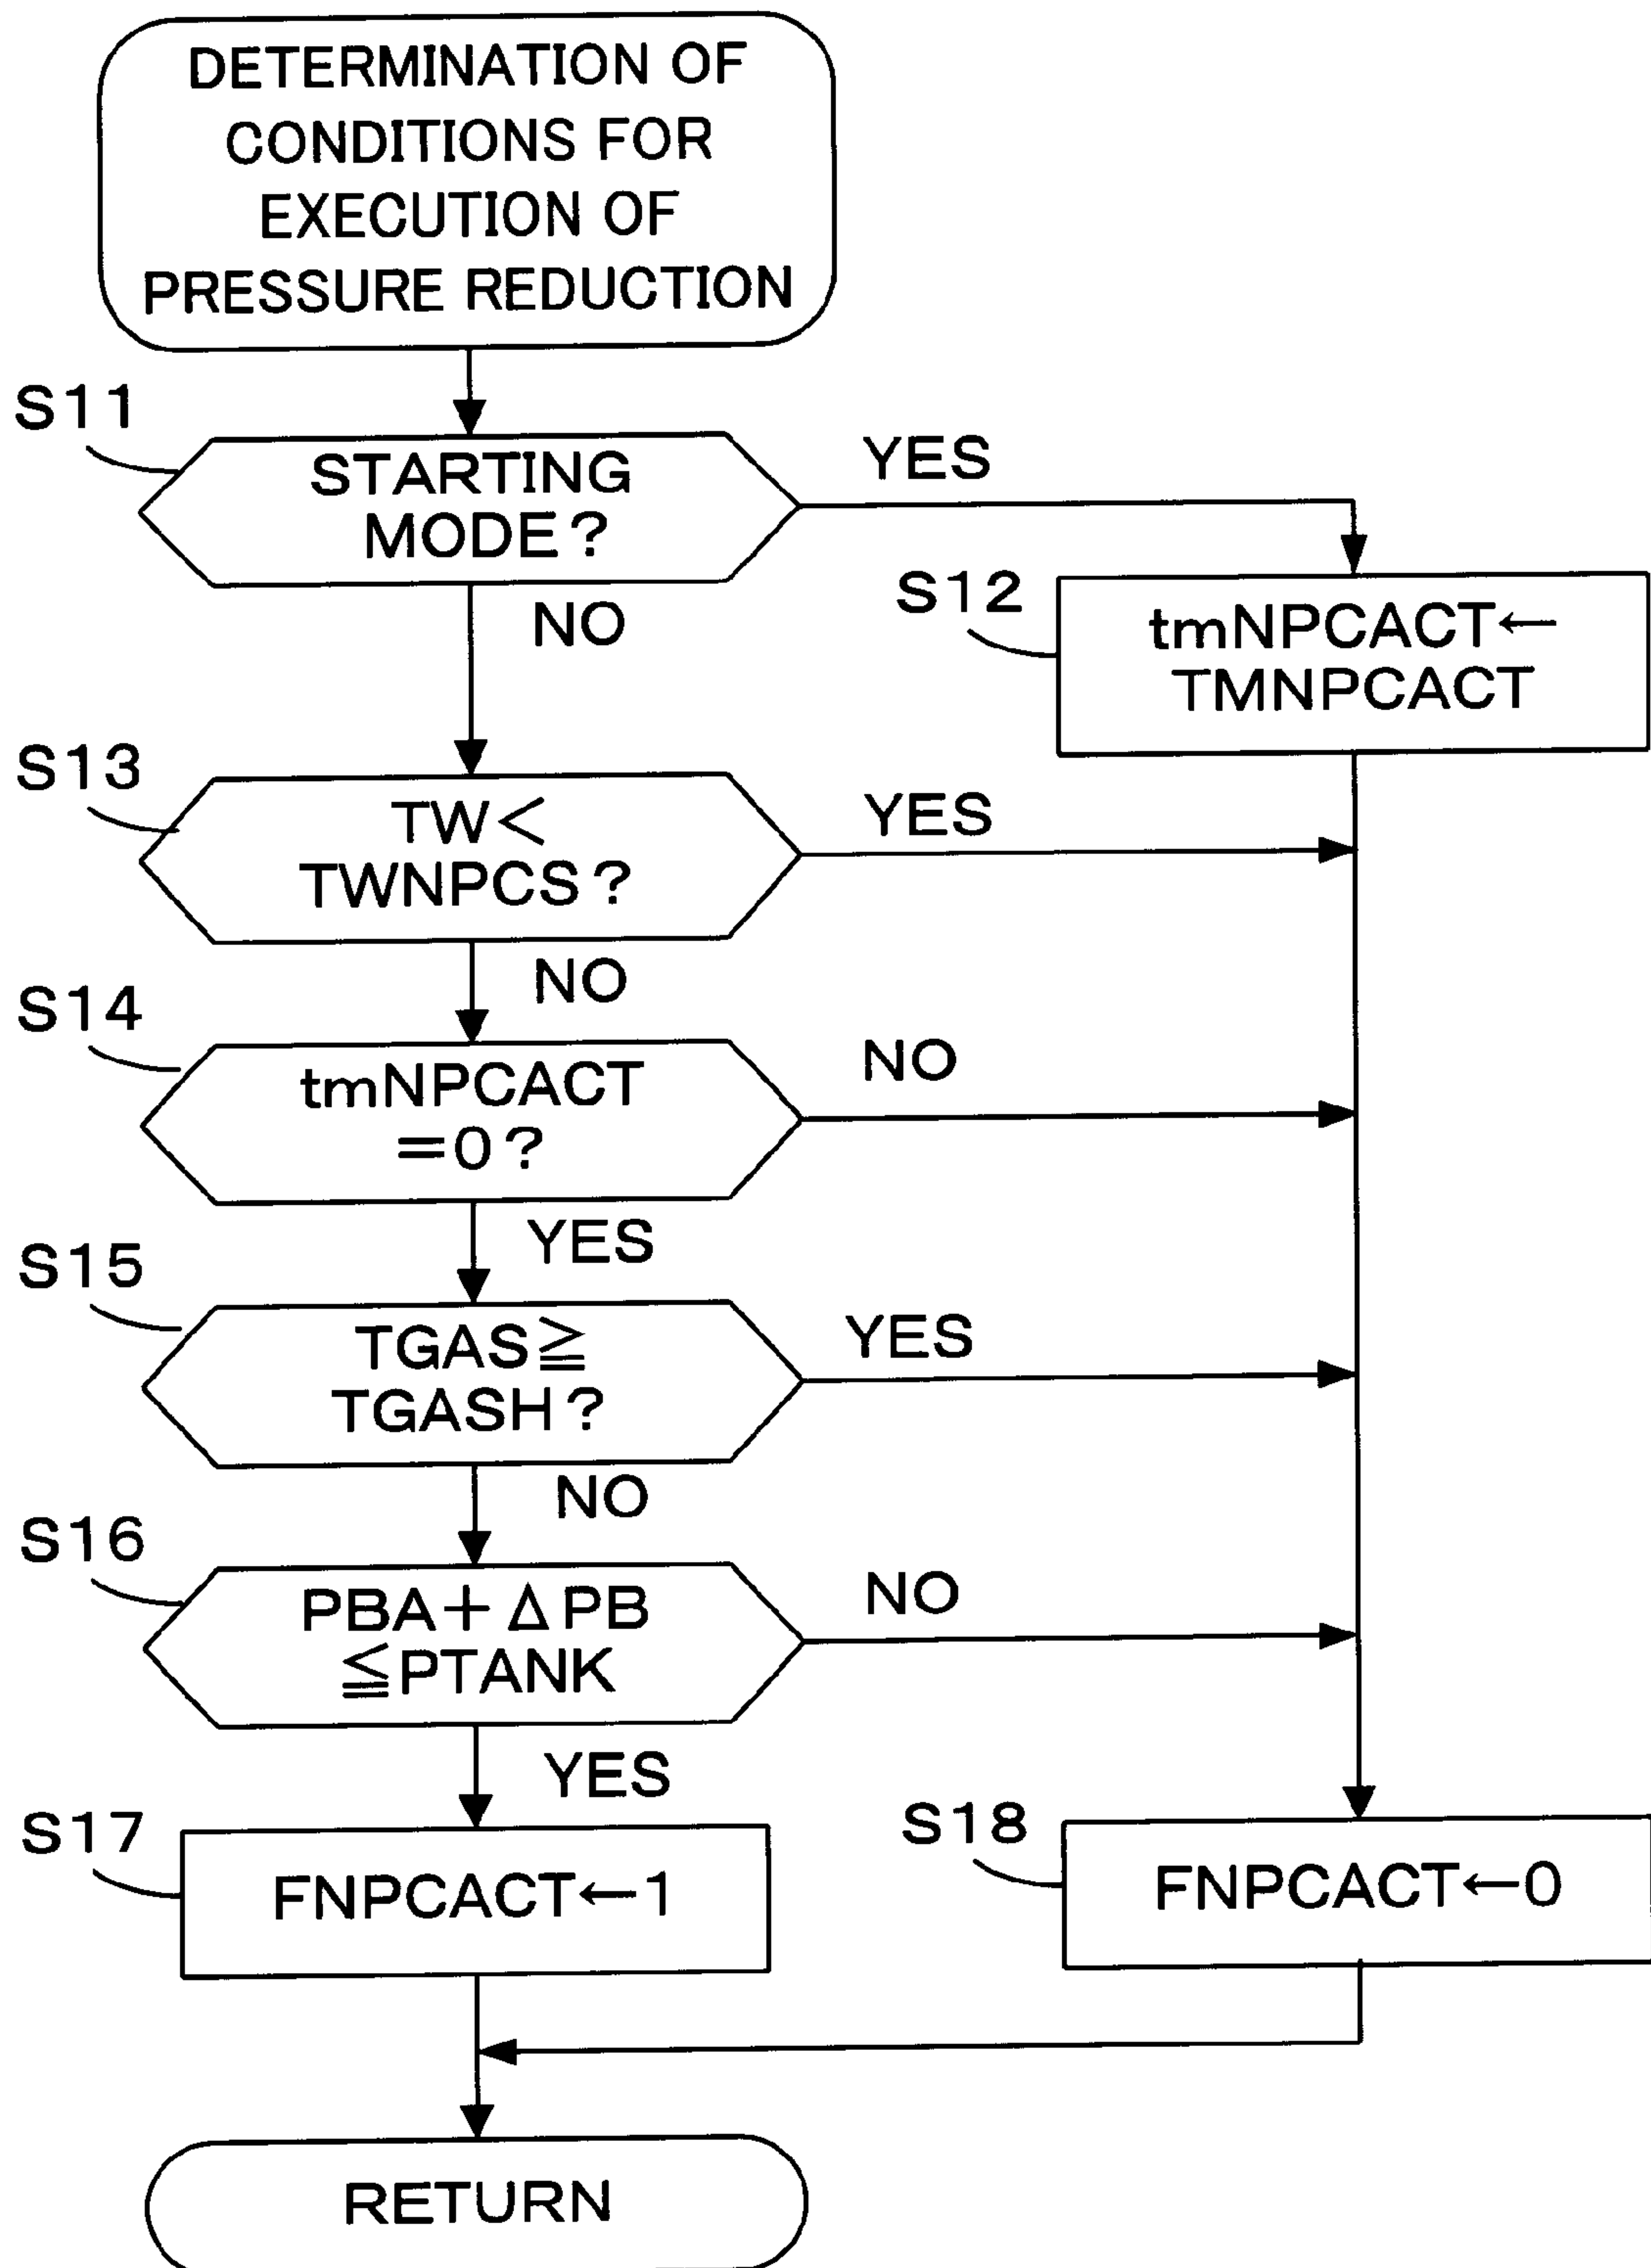 DETERMINATION OF
CONDITIONS FOR
EXECUTION OF
PRESSURE REDUCTION
S11
STARTING
MODE?
YES
NO
S12
tmNPCACT←
TMNPCACT
S13
TW<
TWNPCS?
YES
NO
S14
tmNPCACT
=0?
NO
YES
S15
TGAS≧
TGASH?
YES
NO
S16
PBA+ΔPB
≦PTANK
NO
YES
S17
FNPCACT←1
S18
FNPCACT←0
RETURN